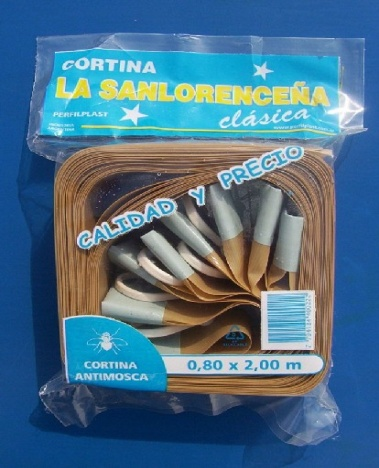 CORTINA
LA SANLORENCEÑA
PERFILPLAST
clásica
CALIDAD Y PRECIO
CORTINA
ANTIMOSCA
0,80 x 2,00 m